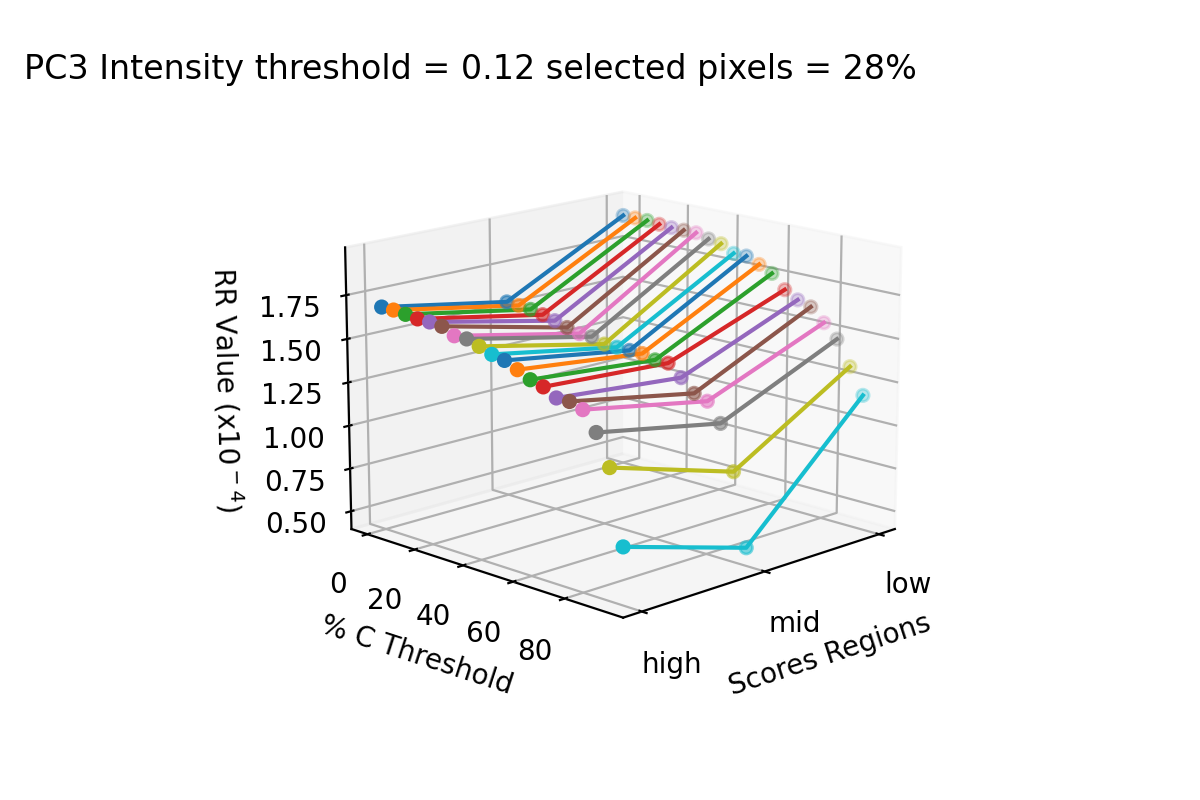 PC3 Intensity threshold = 0.12 selected pixels = 28%
RR Value (x10⁻⁴)
1.75
1.50
1.25
1.00
0.75
0.50
0
20
40
60
80
% C Threshold
high
mid
low
Scores Regions